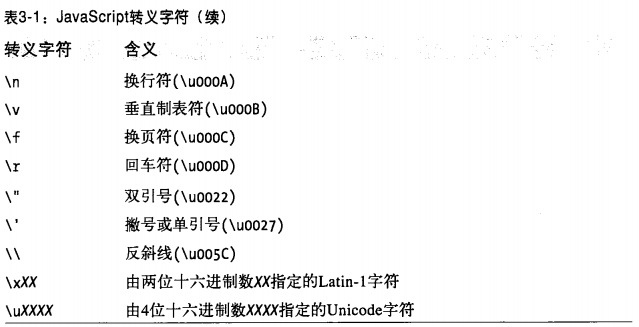 表3-1：JavaScript转义字符（续）
转义字符 含义
\n 换行符(\u000A)
\v 垂直制表符(\u000B)
\f 换页符(\u000C)
\r 回车符(\u000D)
\" 双引号(\u0022)
\' 撇号或单引号(\u0027)
\\ 反斜线(\u005C)
\xXX 由两位十六进制数XX指定的Latin-1字符
\uXXXX 由4位十六进制数XXXX指定的Unicode字符